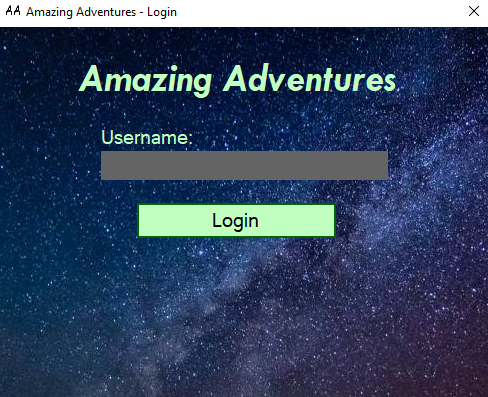 AA Amazing Adventures - Login
Amazing Adventures
Username:
Login